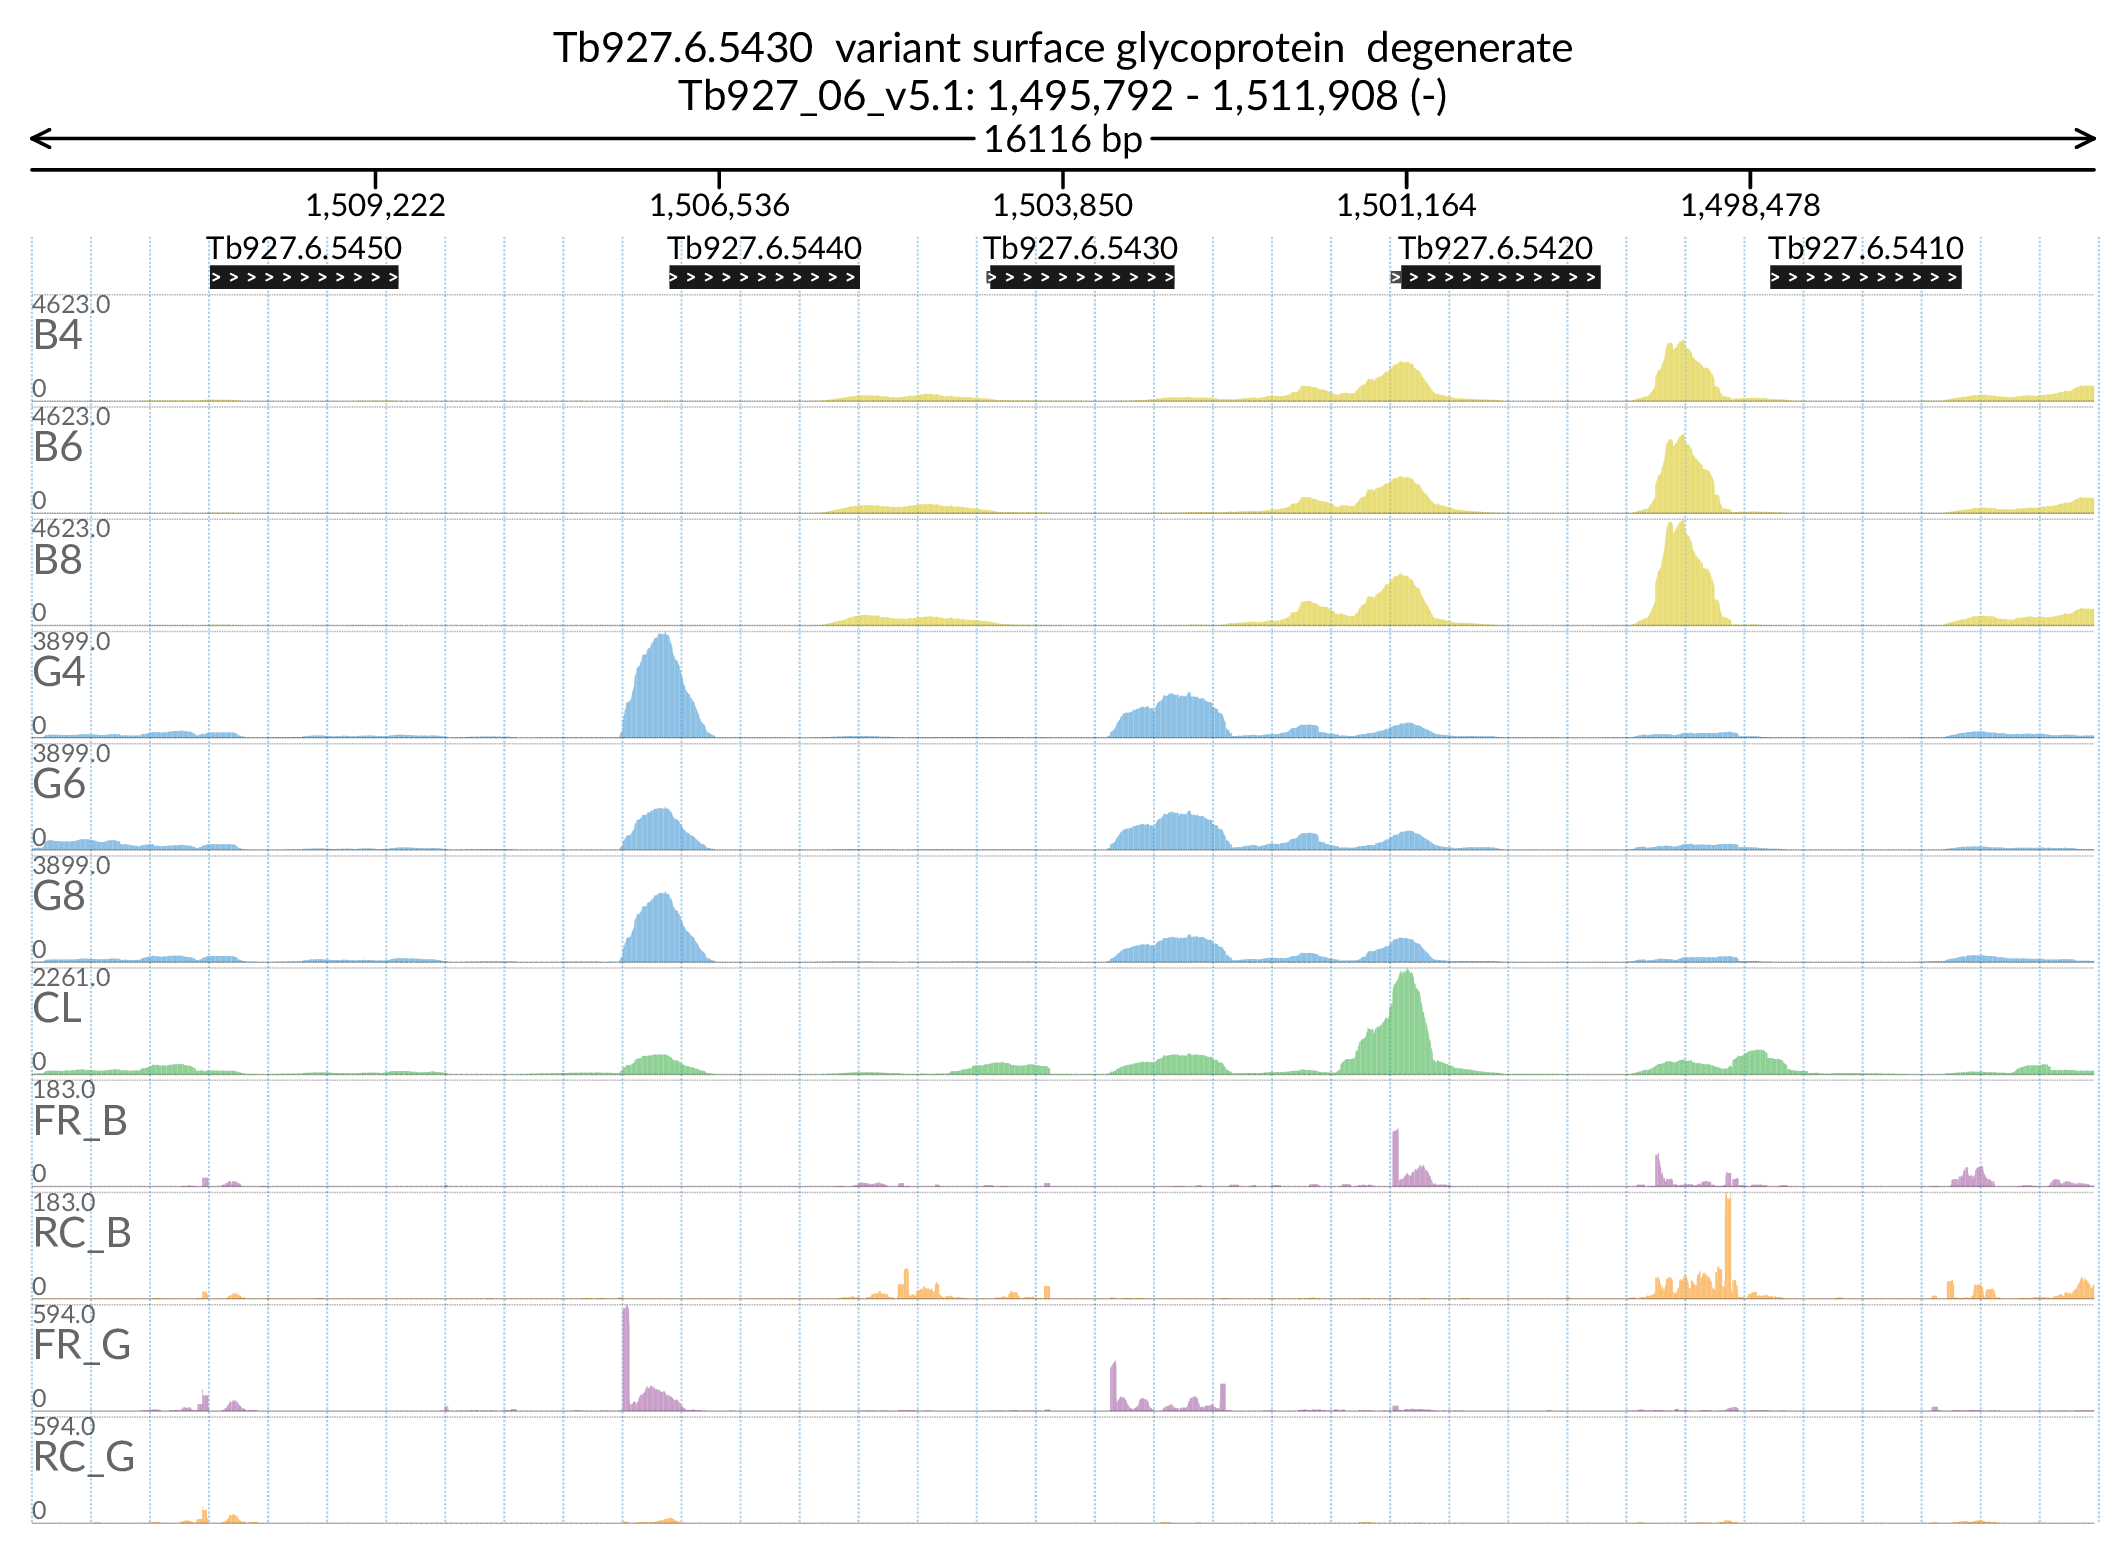 Tb927.6.5430  variant surface glycoprotein  degenerate
Tb927_06_v5.1: 1,495,792 - 1,511,908 (-)
16116 bp
1,509,222 1,506,536 1,503,850 1,501,164 1,498,478
Tb927.6.5450 Tb927.6.5440 Tb927.6.5430 Tb927.6.5420 Tb927.6.5410
4623.0
B4
0
4623.0
B6
0
4623.0
B8
0
3899.0
G4
0
3899.0
G6
0
3899.0
G8
0
2261.0
CL
0
183.0
FR_B
0
183.0
RC_B
0
594.0
FR_G
0
594.0
RC_G
0